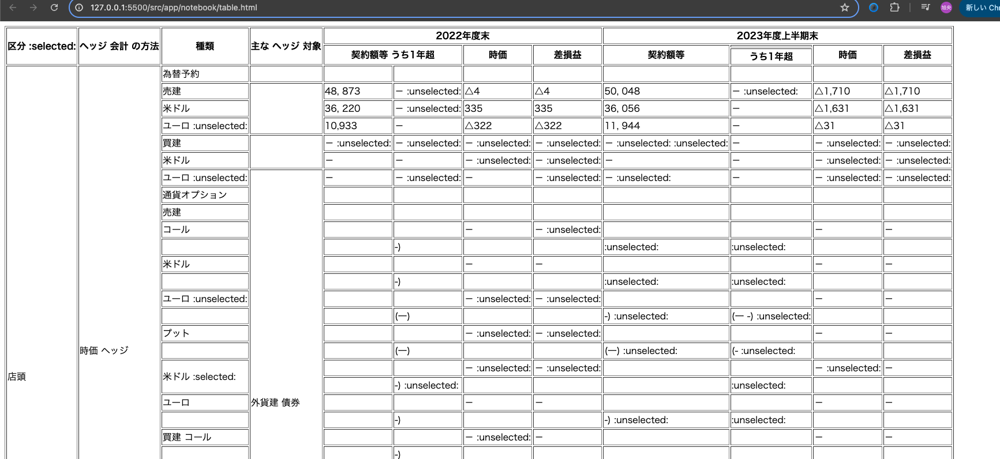 127.0.0.1:5500/src/app/notebook/table.html
旭央
新しい Chr
区分 :selected: ヘッジ 会計 の方法 種類 主な ヘッジ 対象 2022年度末 2023年度上半期末
契約額等 うち1年超 時価 差損益 契約額等 うち1年超 時価 差損益
為替予約
売建 48, 873 — :unselected: △4 △4 50, 048 — :unselected: △1,710 △1,710
米ドル 36, 220 — :unselected: 335 335 36, 056 — △1,631 △1,631
ユーロ :unselected: 10,933 — △322 △322 11, 944 — △31 △31
買建 — :unselected: — :unselected: — :unselected: — :unselected: — :unselected: :unselected: — — :unselected: — :unselected:
米ドル — — — :unselected: — :unselected: — — — :unselected: — :unselected:
ユーロ :unselected: — — :unselected: — — :unselected: — :unselected: — — :unselected: — :unselected:
通貨オプション
売建
コール — — :unselected: — —
-) :unselected: :unselected:
米ドル — — — —
-) :unselected: :unselected:
ユーロ :unselected: — :unselected: — :unselected: — —
(—) -) :unselected: (— -) :unselected:
プット — :unselected: — :unselected: — —
時価 ヘッジ (—) (—) :unselected: (- :unselected:
店頭 米ドル :selected: — :unselected: — :unselected: — :unselected: —
-) :unselected: :unselected:
ユーロ 外貨建 債券 — — — —
-) -) :unselected: :unselected:
買建 コール — :unselected: — — —
-)